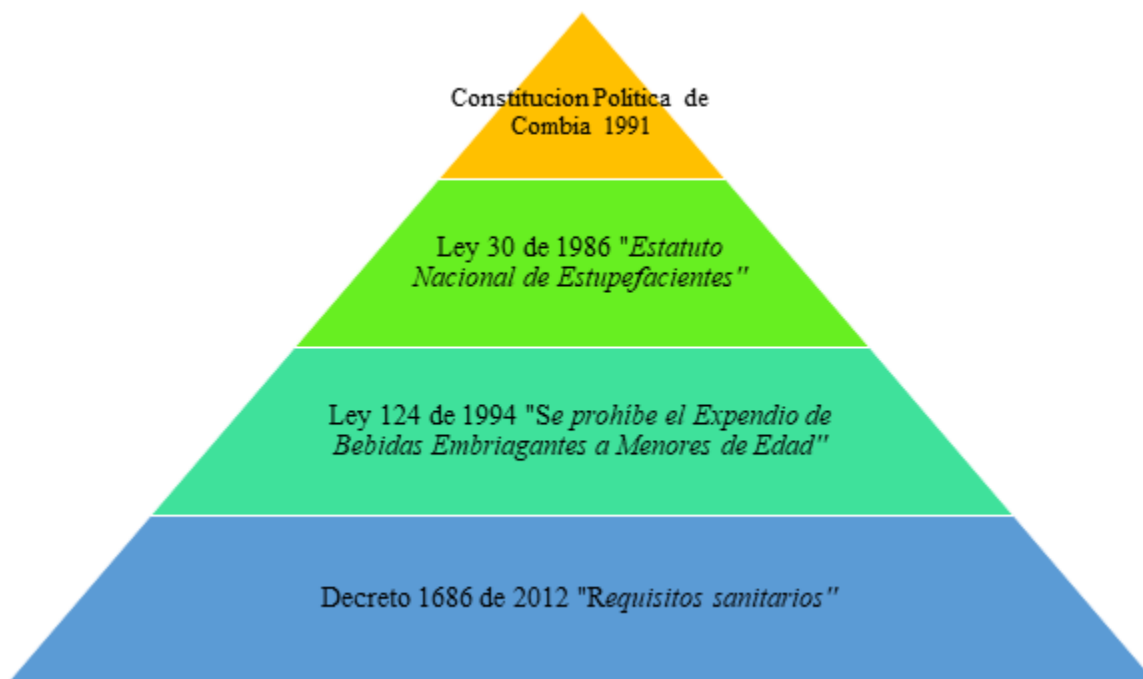 Constitucion Politica de
Combia 1991
Ley 30 de 1986 "Estatuto
Nacional de Estupefacientes"
Ley 124 de 1994 "Se prohíbe el Expendio de
Bebidas Embriagantes a Menores de Edad"
Decreto 1686 de 2012 "Requisitos sanitarios"